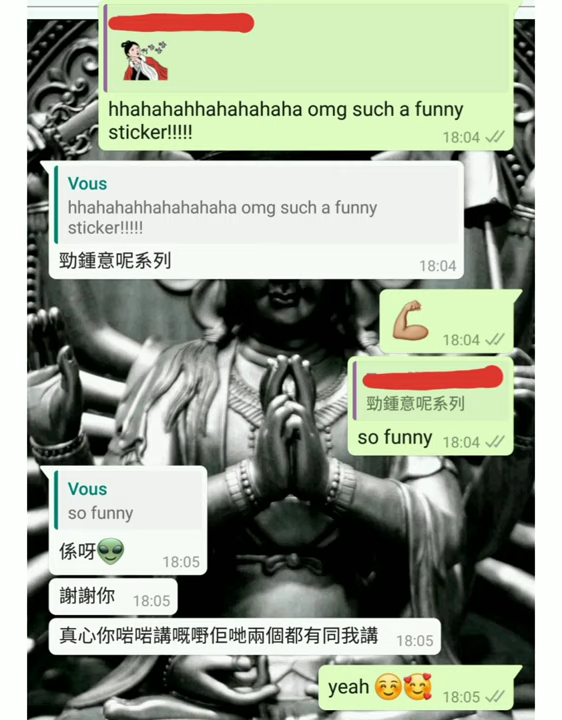 hhahahahhahahahaha omg such a funny
sticker!!!!!
18:04
Vous
hhahahahhahahahaha omg such a funny
sticker!!!!!
勁鍾意呢系列
18:04
💪🏼
18:04
勁鍾意呢系列
so funny
18:04
Vous
so funny
係呀👽
18:05
謝謝你
18:05
真心你啱啱講嘅嘢佢哋兩個都有同我講
18:05
yeah ☺️🥰
18:05